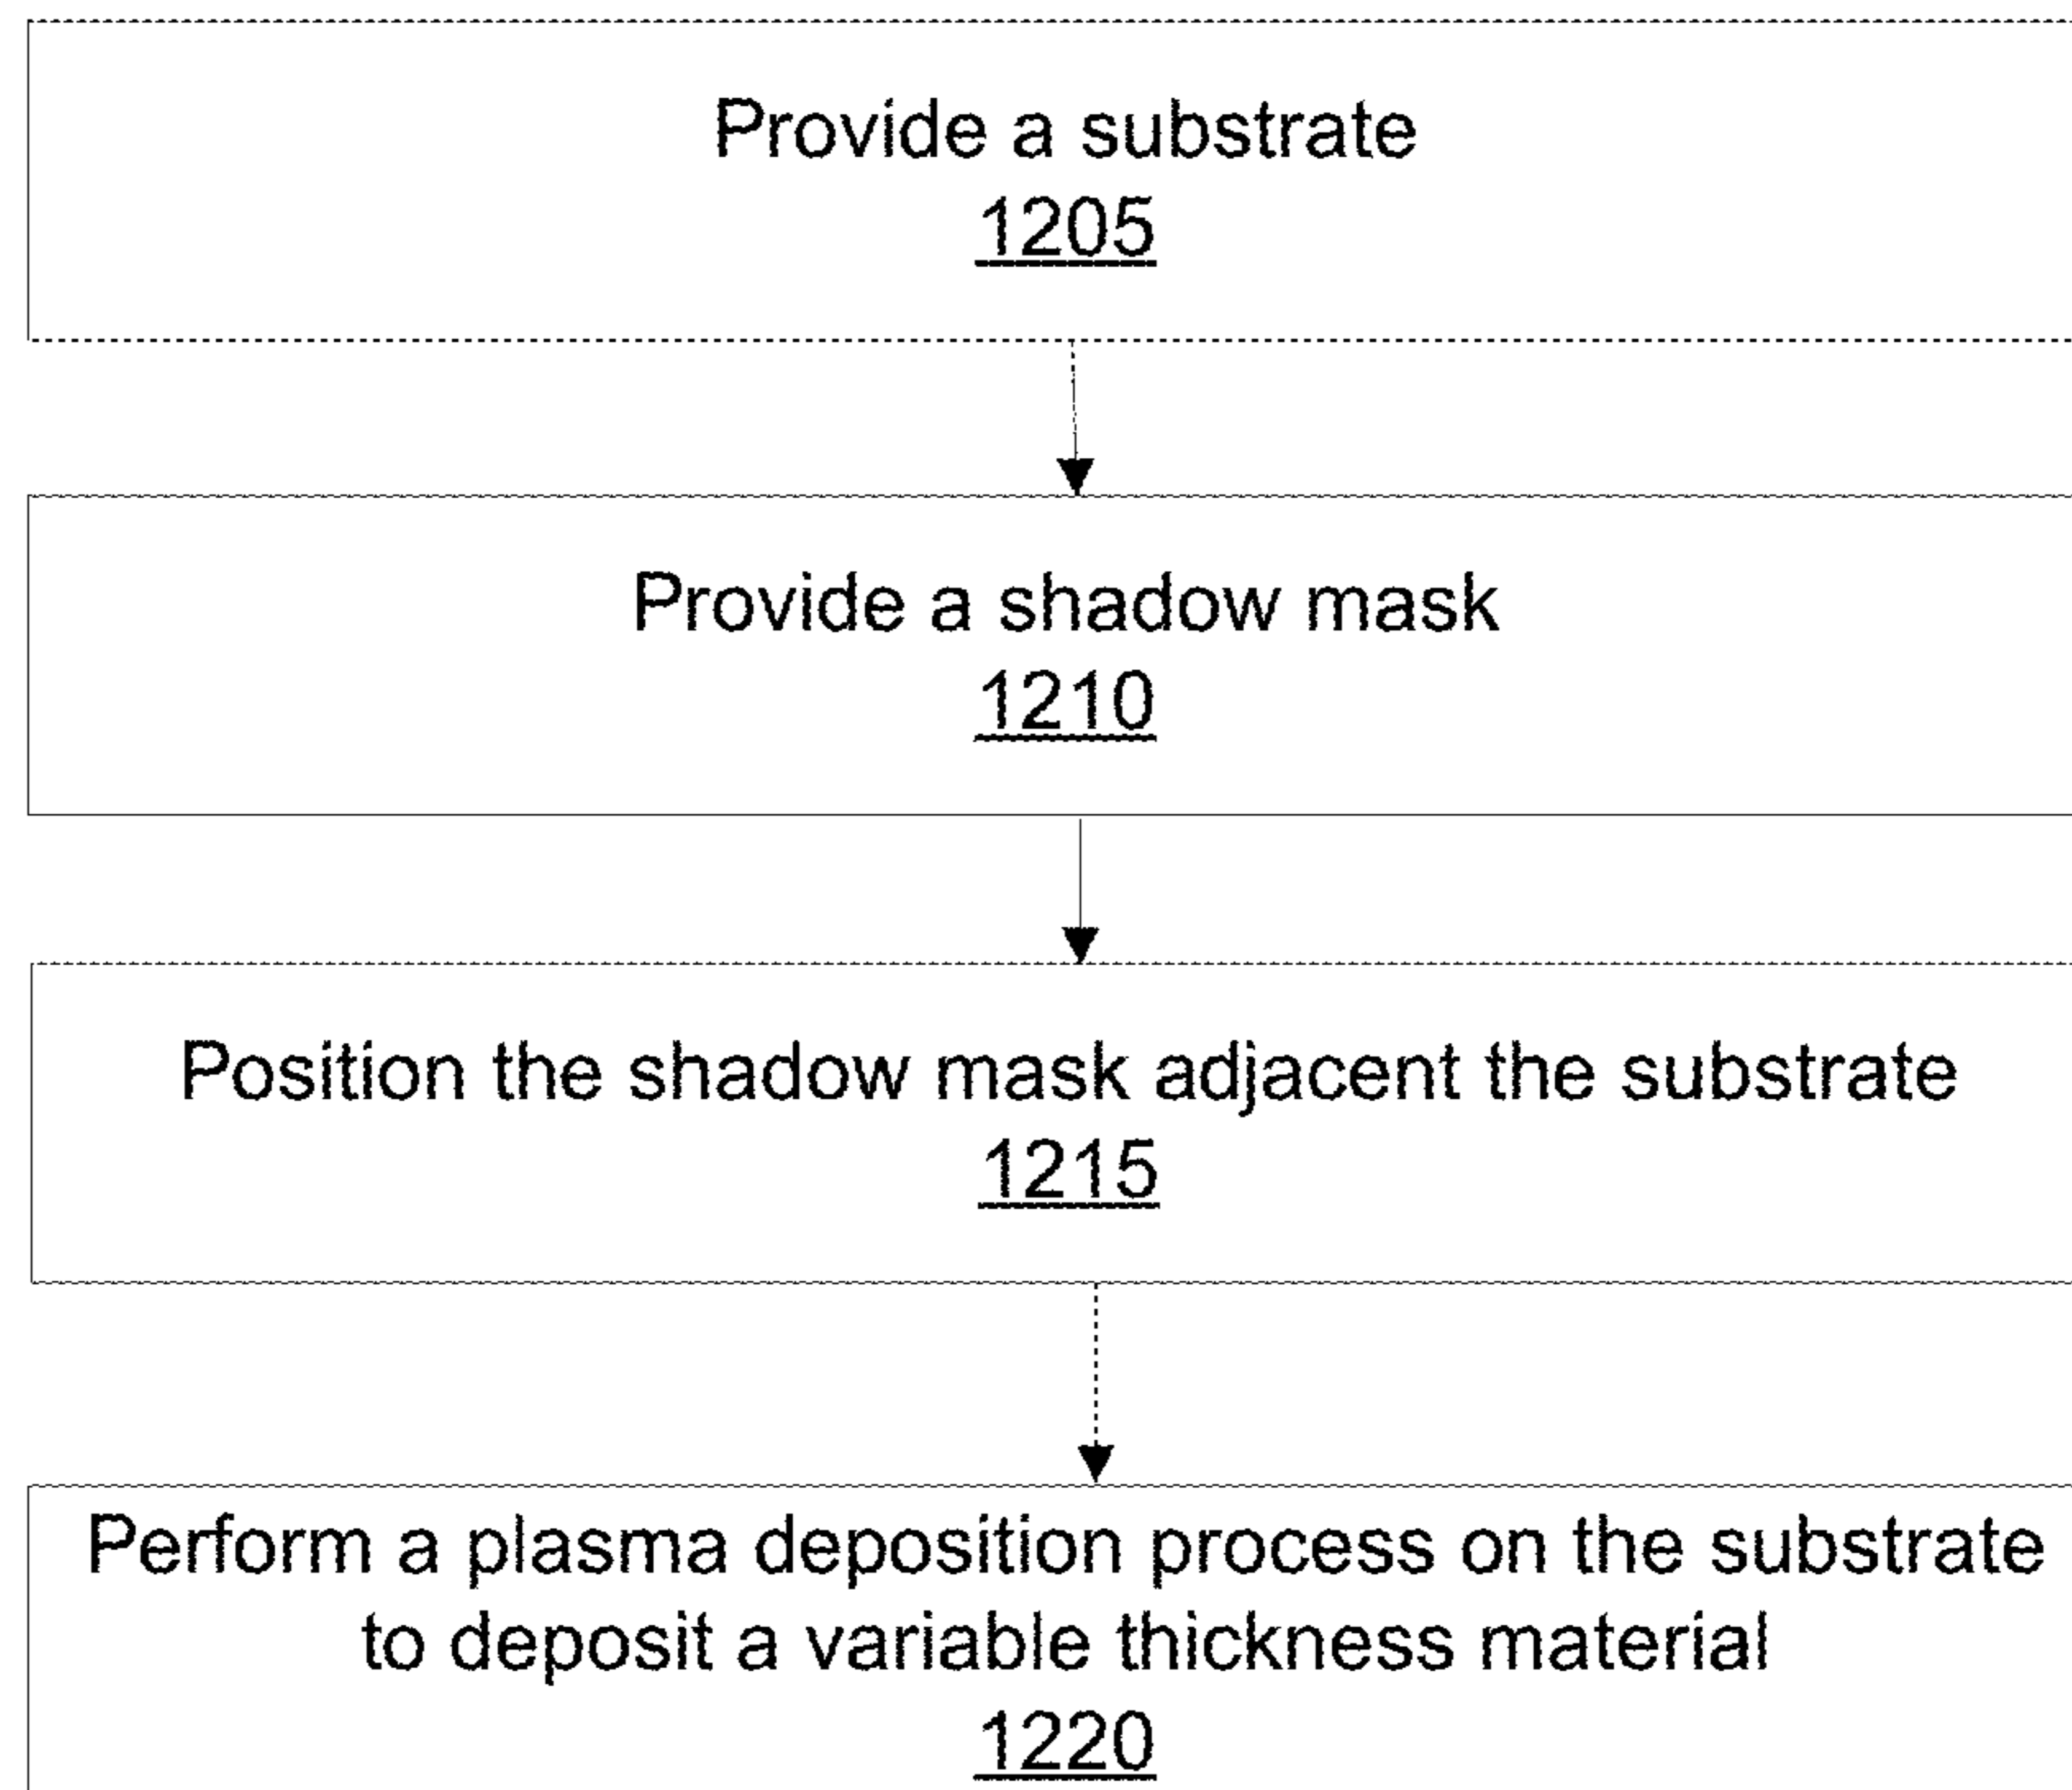 Provide a substrate
1205
Provide a shadow mask
1210
Position the shadow mask adjacent the substrate
1215
Perform a plasma deposition process on the substrate
to deposit a variable thickness material
1220